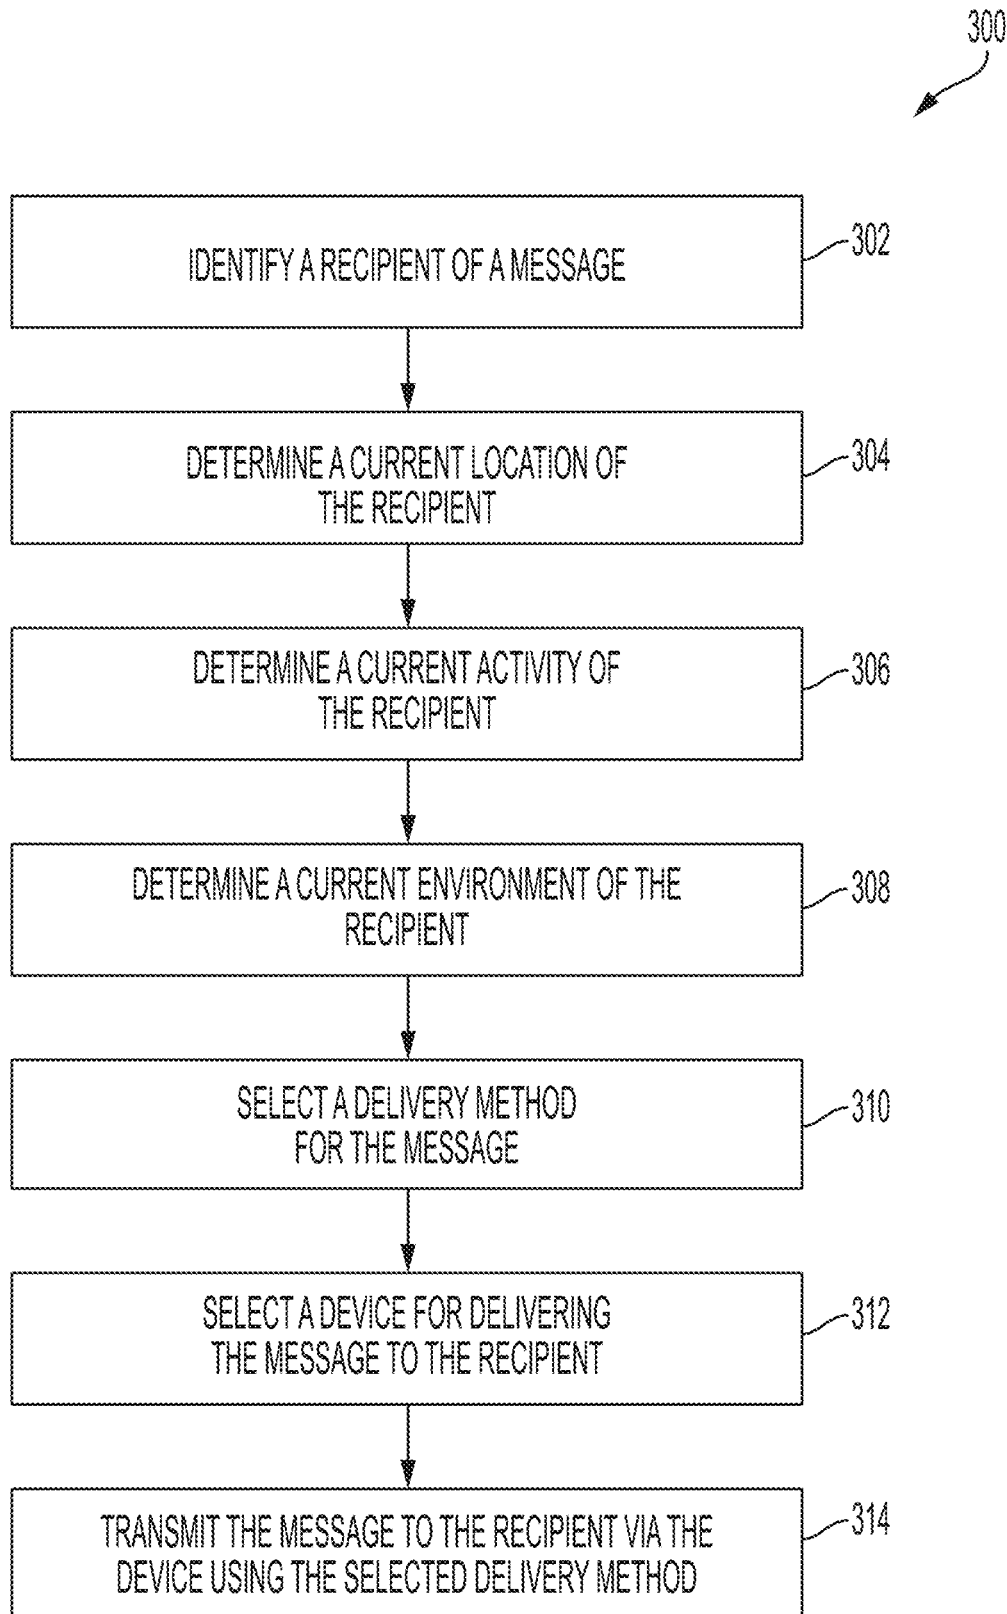 300
IDENTIFY A RECIPIENT OF A MESSAGE
302
DETERMINE A CURRENT LOCATION OF
THE RECIPIENT
304
DETERMINE A CURRENT ACTIVITY OF
THE RECIPIENT
306
DETERMINE A CURRENT ENVIRONMENT OF THE
RECIPIENT
308
SELECT A DELIVERY METHOD
FOR THE MESSAGE
310
SELECT A DEVICE FOR DELIVERING
THE MESSAGE TO THE RECIPIENT
312
TRANSMIT THE MESSAGE TO THE RECIPIENT VIA THE
DEVICE USING THE SELECTED DELIVERY METHOD
314